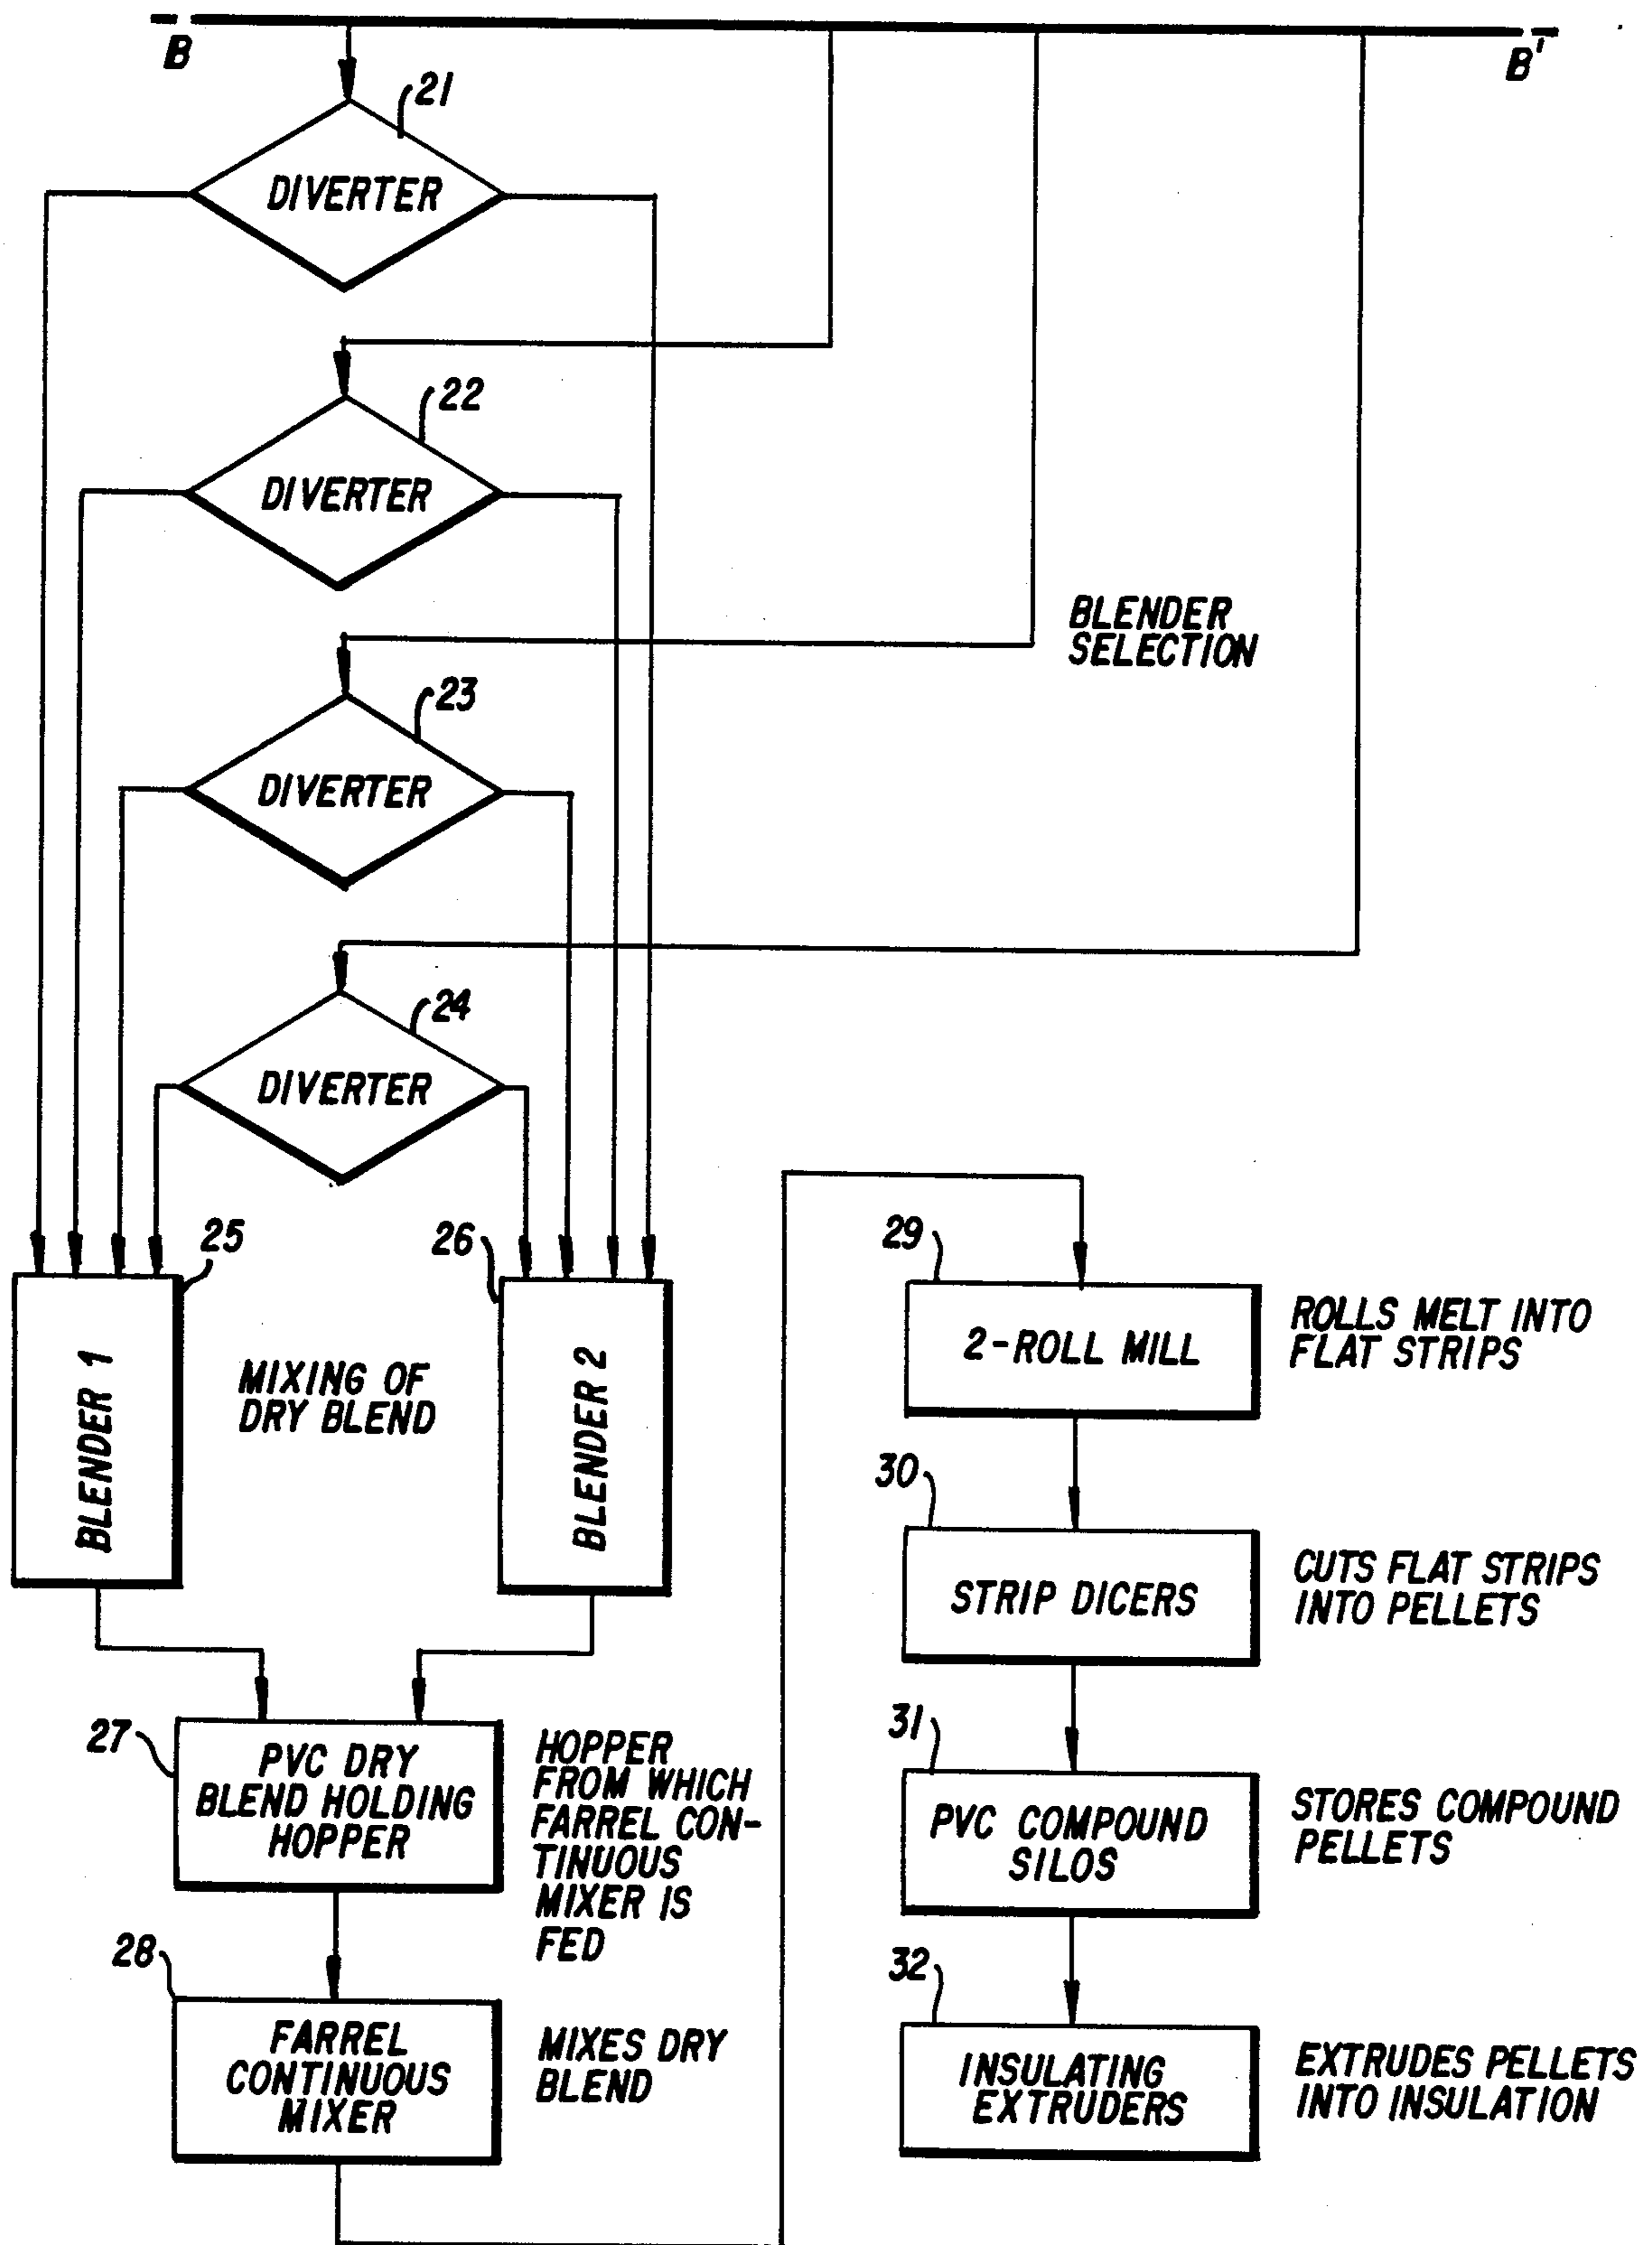 B
B'
21
DIVERTER
22
DIVERTER
BLENDER
SELECTION
23
DIVERTER
24
DIVERTER
25
BLENDER 1
MIXING OF
DRY BLEND
26
BLENDER 2
27
PVC DRY
BLEND HOLDING
HOPPER
HOPPER
FROM WHICH
FARREL CON-
TINUOUS
MIXER IS
FED
28
FARREL
CONTINUOUS
MIXER
MIXES DRY
BLEND
29
2-ROLL MILL
ROLLS MELT INTO
FLAT STRIPS
30
STRIP DICERS
CUTS FLAT STRIPS
INTO PELLETS
31
PVC COMPOUND
SILOS
STORES COMPOUND
PELLETS
32
INSULATING
EXTRUDERS
EXTRUDES PELLETS
INTO INSULATION